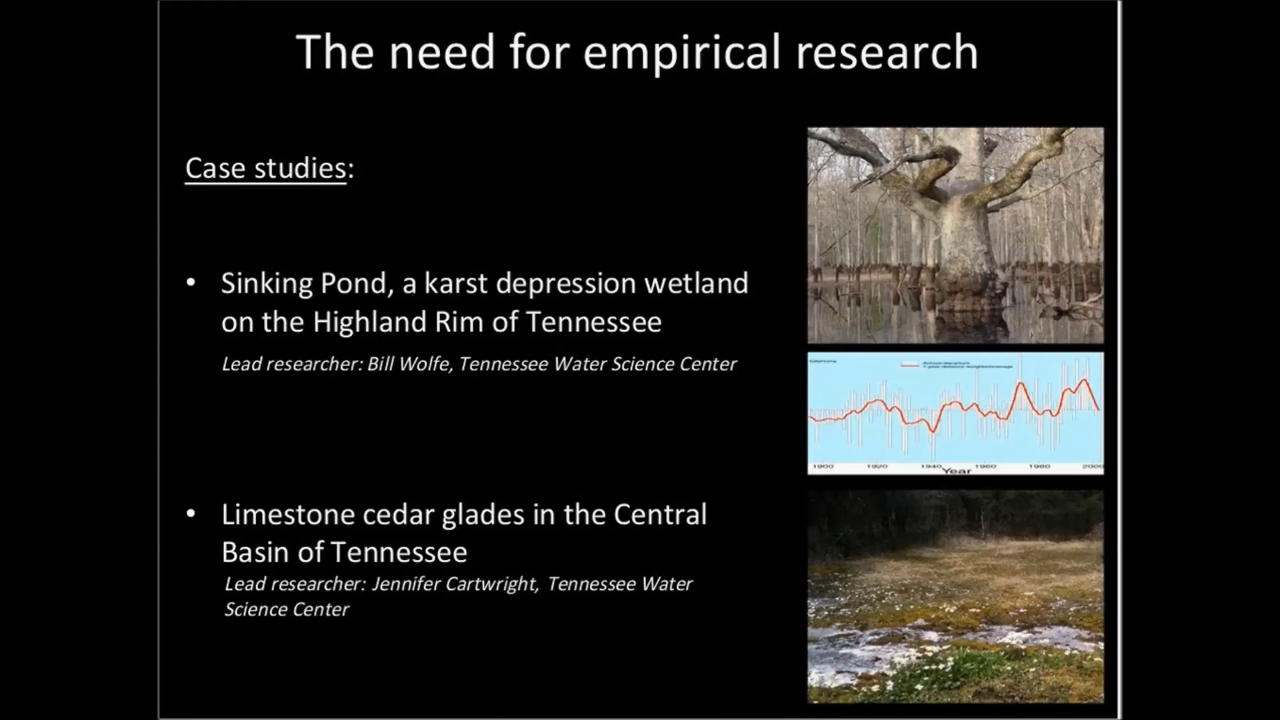 The need for empirical research
Case studies:
• Sinking Pond, a karst depression wetland
on the Highland Rim of Tennessee
Lead researcher: Bill Wolfe, Tennessee Water Science Center
1900 1920 1940 1960 1980 2000
Year
• Limestone cedar glades in the Central
Basin of Tennessee
Lead researcher: Jennifer Cartwright, Tennessee Water
Science Center